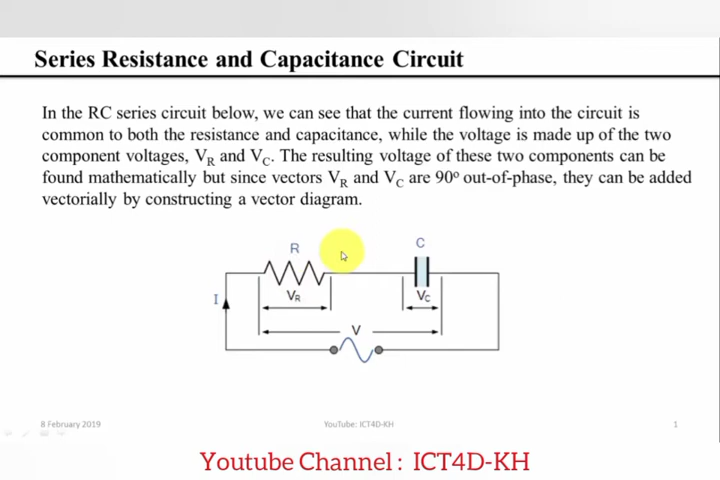 Series Resistance and Capacitance Circuit
In the RC series circuit below, we can see that the current flowing into the circuit is
common to both the resistance and capacitance, while the voltage is made up of the two
component voltages, VR and VC. The resulting voltage of these two components can be
found mathematically but since vectors VR and VC are 90º out-of-phase, they can be added
vectorially by constructing a vector diagram.
R
C
I
VR
VC
V
8 February 2019
YouTube: ICT4D-KH
1
Youtube Channel : ICT4D-KH